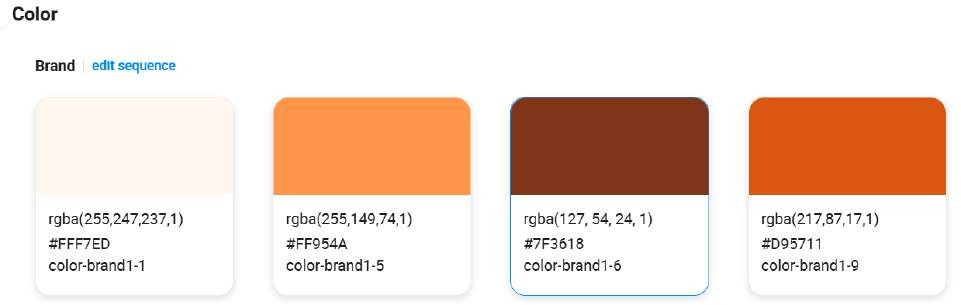 Color
Brand | edit sequence
rgba(255,247,237,1)
#FFF7ED
color-brand1-1
rgba(255,149,74,1)
#FF954A
color-brand1-5
rgba(127, 54, 24, 1)
#7F3618
color-brand1-6
rgba(217,87,17,1)
#D95711
color-brand1-9